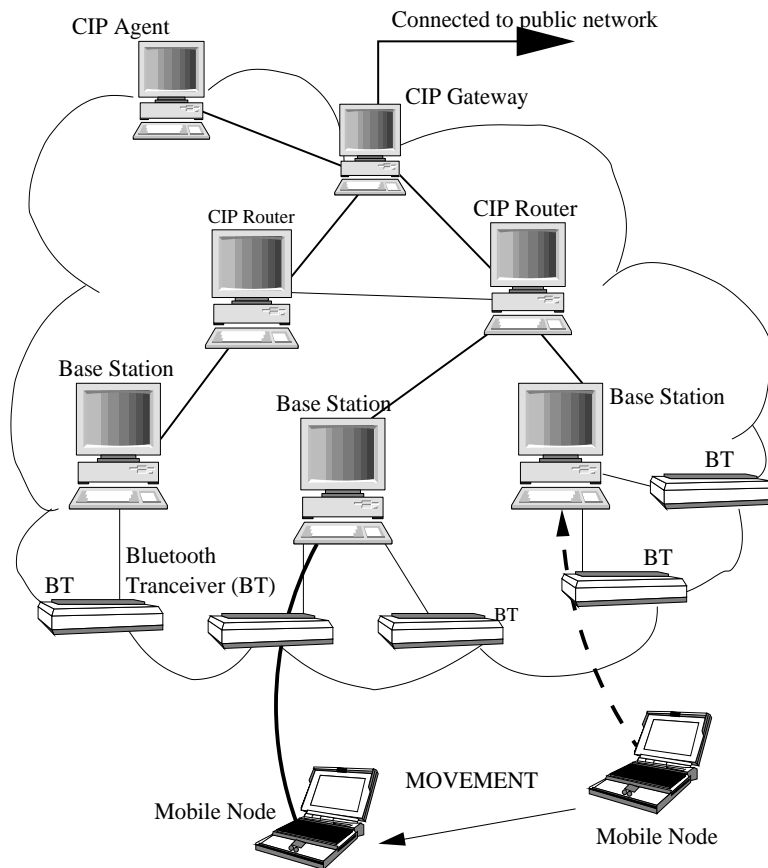 CIP Agent
Connected to public network
CIP Gateway
CIP Router
CIP Router
Base Station
Base Station
Base Station
BT
Bluetooth
Tranceiver (BT)
BT
BT
BT
MOVEMENT
Mobile Node
Mobile Node